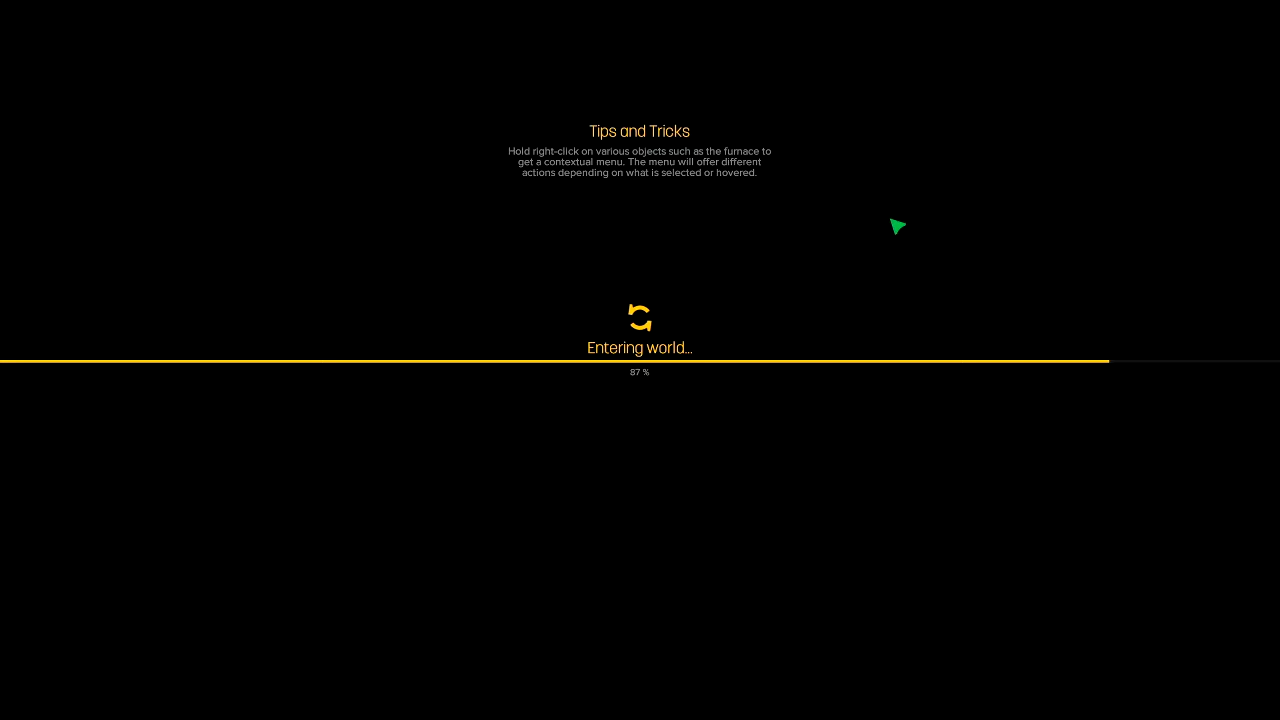 Tips and Tricks
Hold right-click on various objects such as the furnace to
get a contextual menu. The menu will offer different
actions depending on what is selected or hovered.
Entering world...
87 %